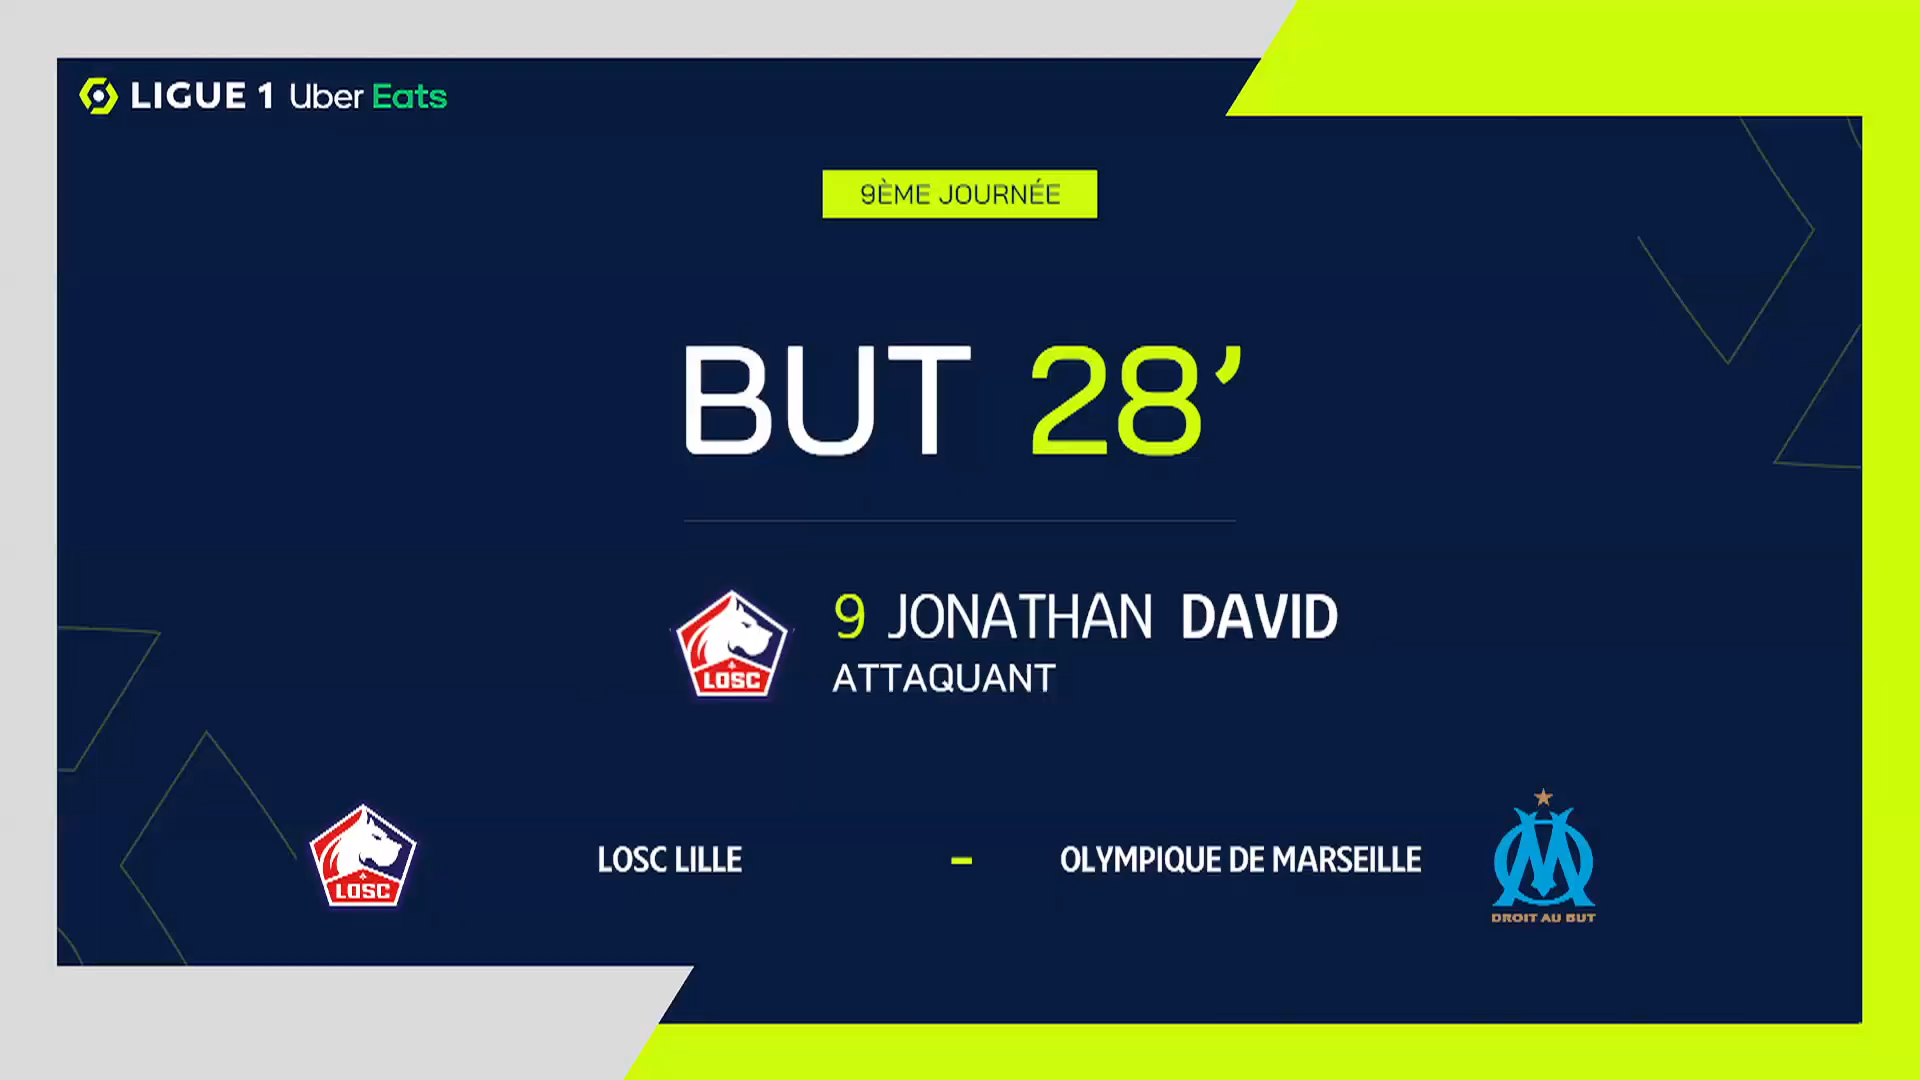 LIGUE 1 Uber Eats
9ÈME JOURNÉE
BUT 28’
9 JONATHAN DAVID
ATTAQUANT
LOSC
LOSC
LOSC LILLE - OLYMPIQUE DE MARSEILLE
DROIT AU BUT